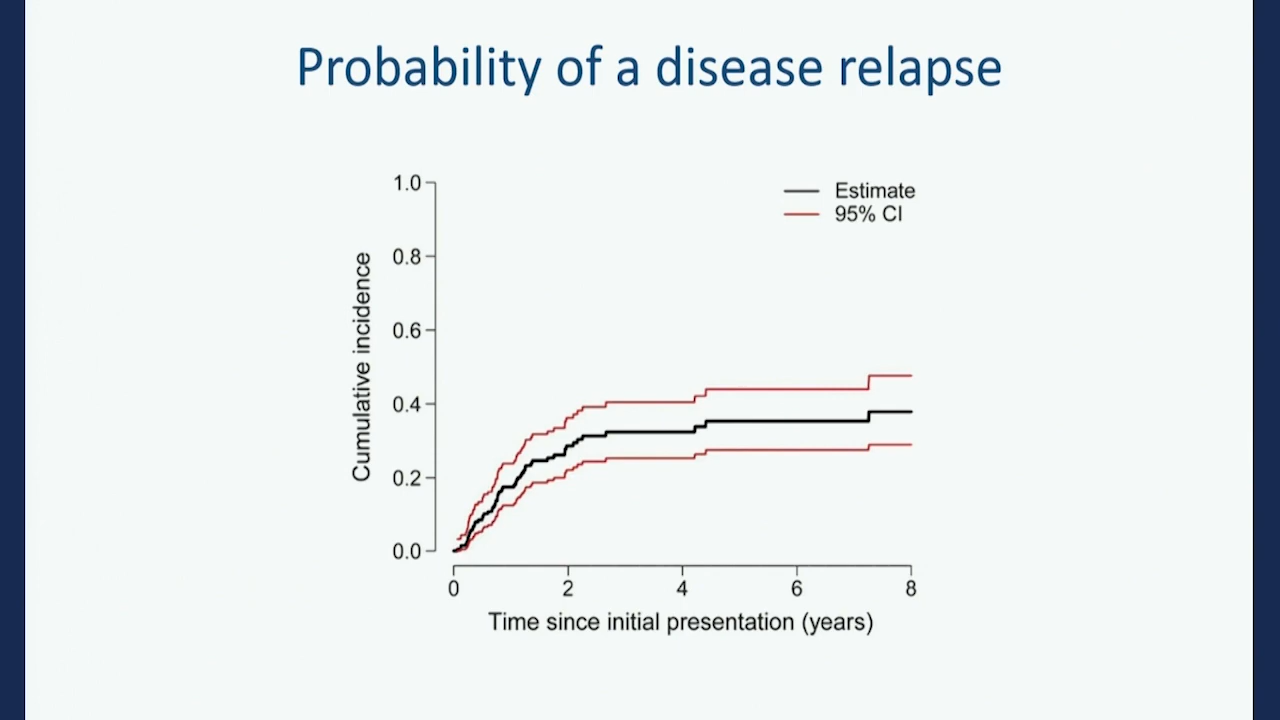 Probability of a disease relapse
Estimate
95% CI
Cumulative incidence
1.0
0.8
0.6
0.4
0.2
0.0
0 2 4 6 8
Time since initial presentation (years)